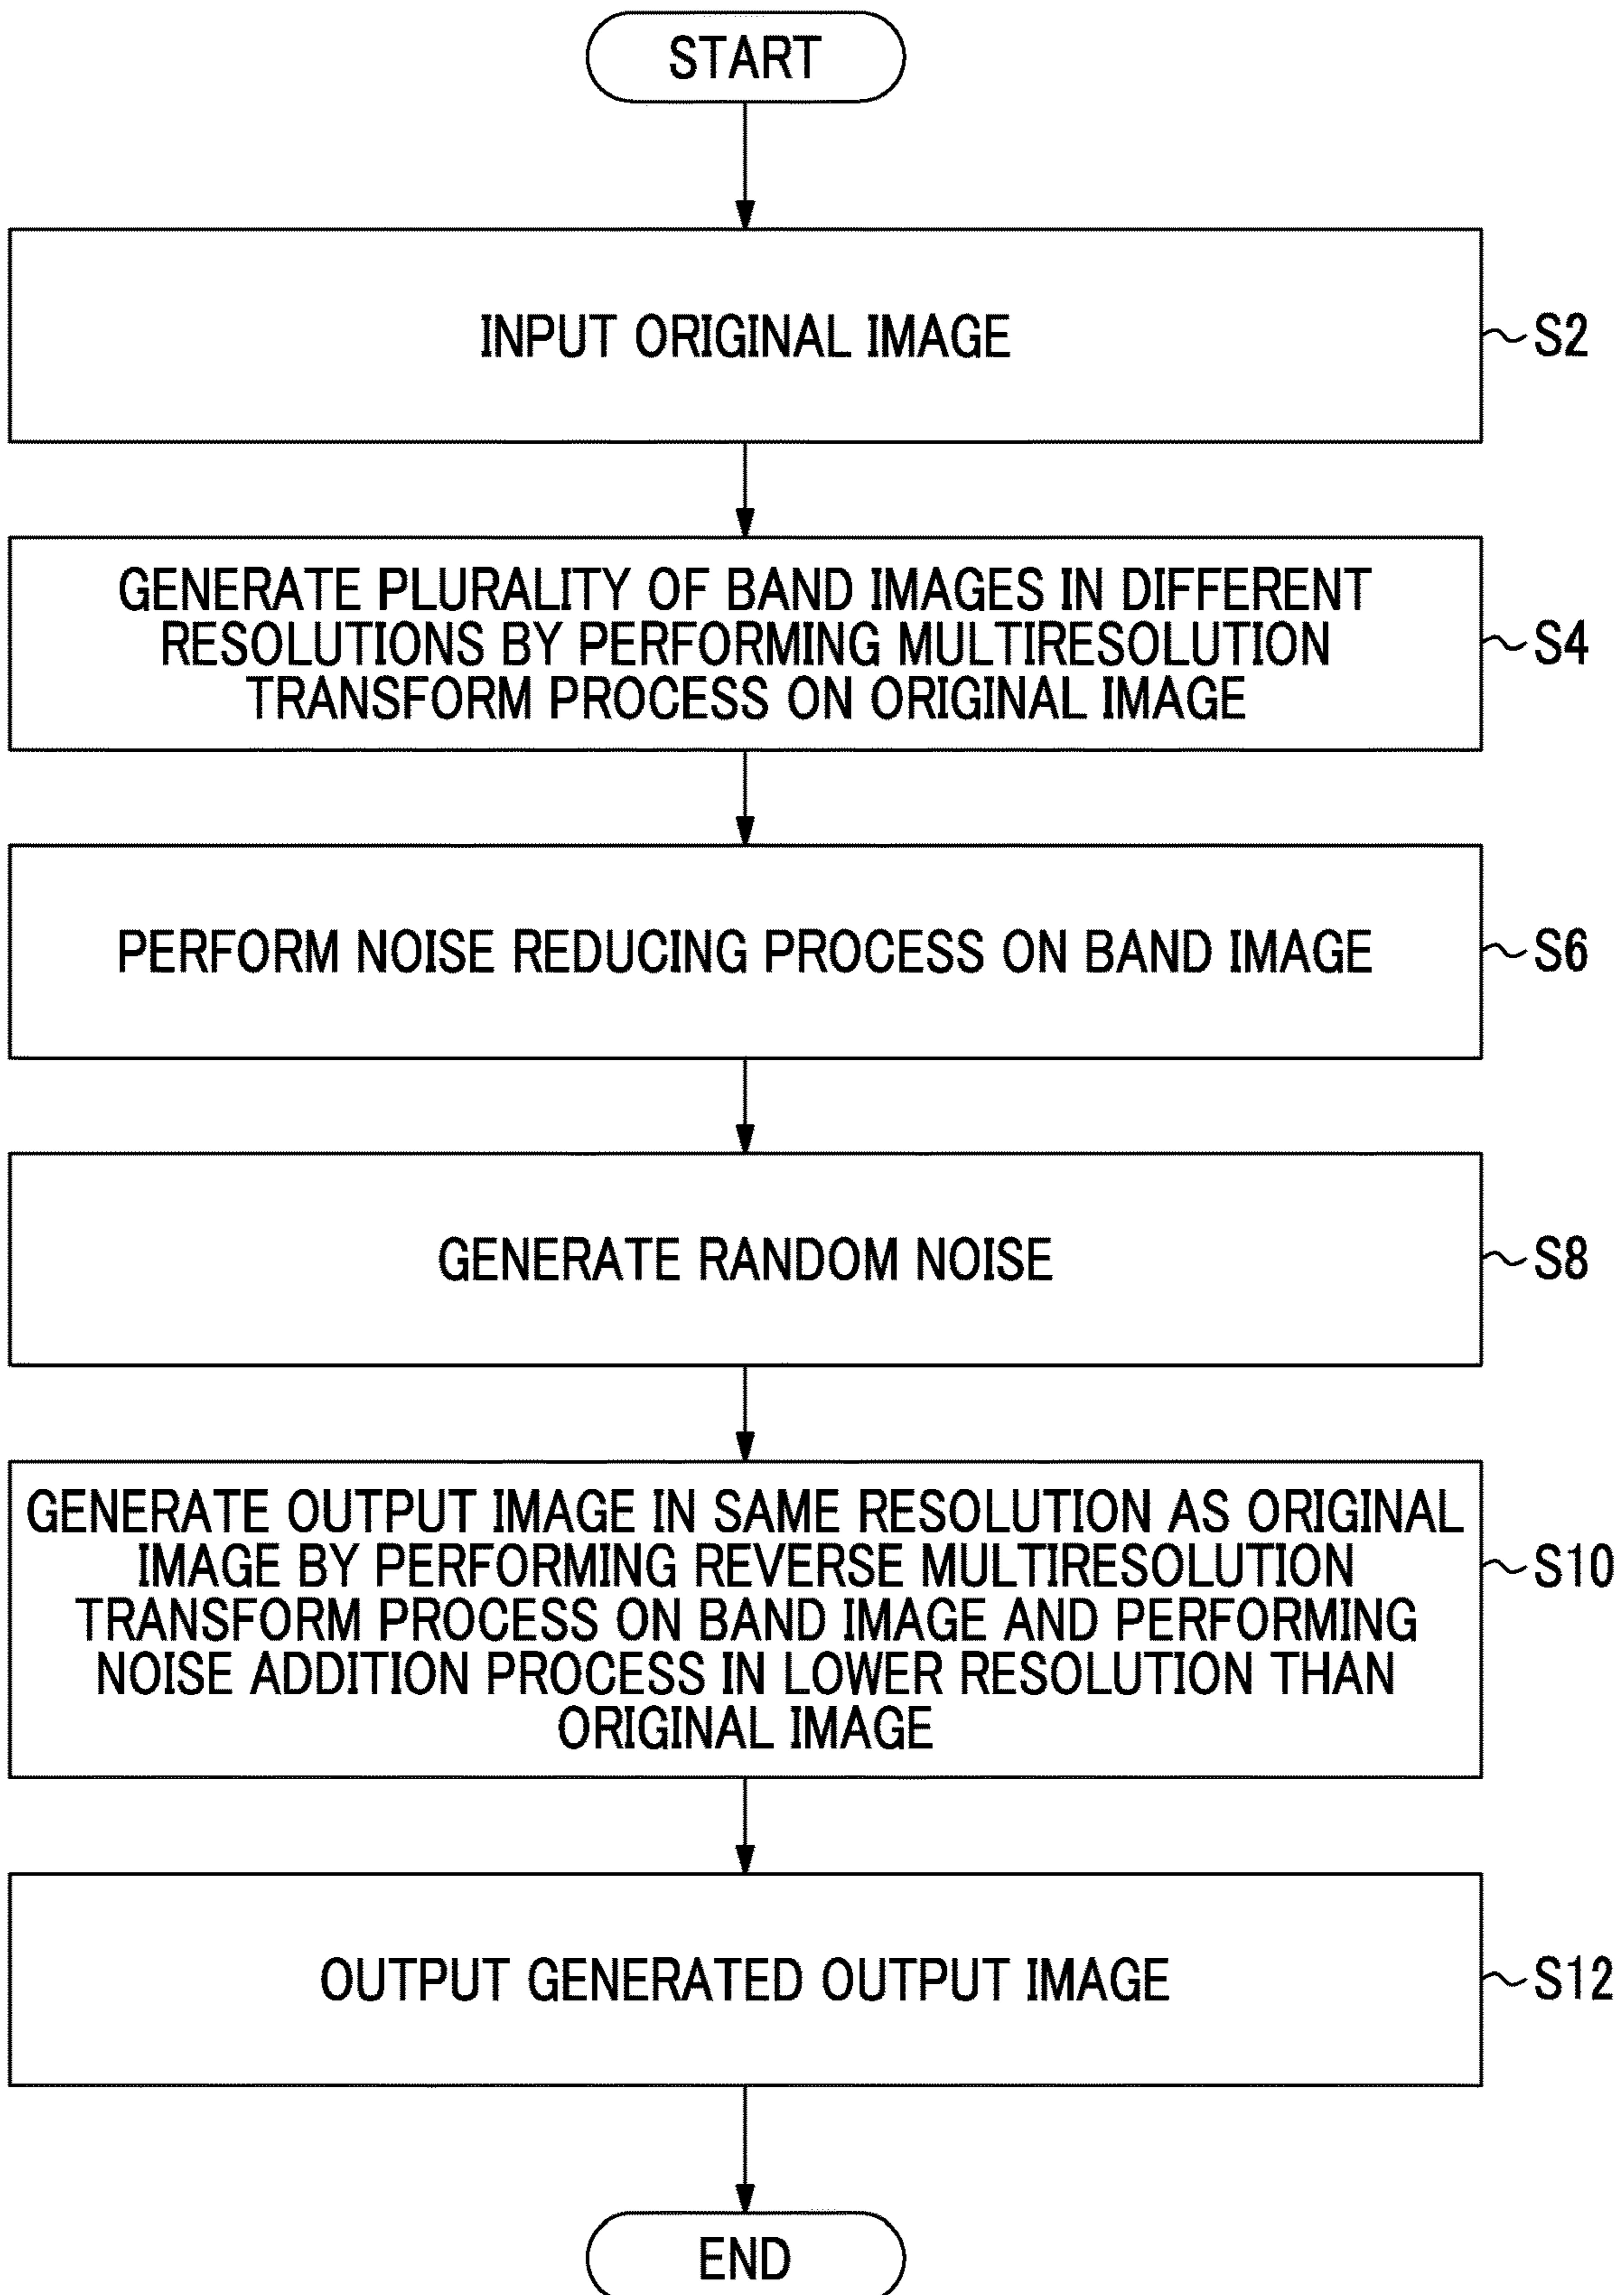 START
INPUT ORIGINAL IMAGE
S2
GENERATE PLURALITY OF BAND IMAGES IN DIFFERENT
RESOLUTIONS BY PERFORMING MULTIRESOLUTION
TRANSFORM PROCESS ON ORIGINAL IMAGE
S4
PERFORM NOISE REDUCING PROCESS ON BAND IMAGE
S6
GENERATE RANDOM NOISE
S8
GENERATE OUTPUT IMAGE IN SAME RESOLUTION AS ORIGINAL
IMAGE BY PERFORMING REVERSE MULTIRESOLUTION
TRANSFORM PROCESS ON BAND IMAGE AND PERFORMING
NOISE ADDITION PROCESS IN LOWER RESOLUTION THAN
ORIGINAL IMAGE
S10
OUTPUT GENERATED OUTPUT IMAGE
S12
END